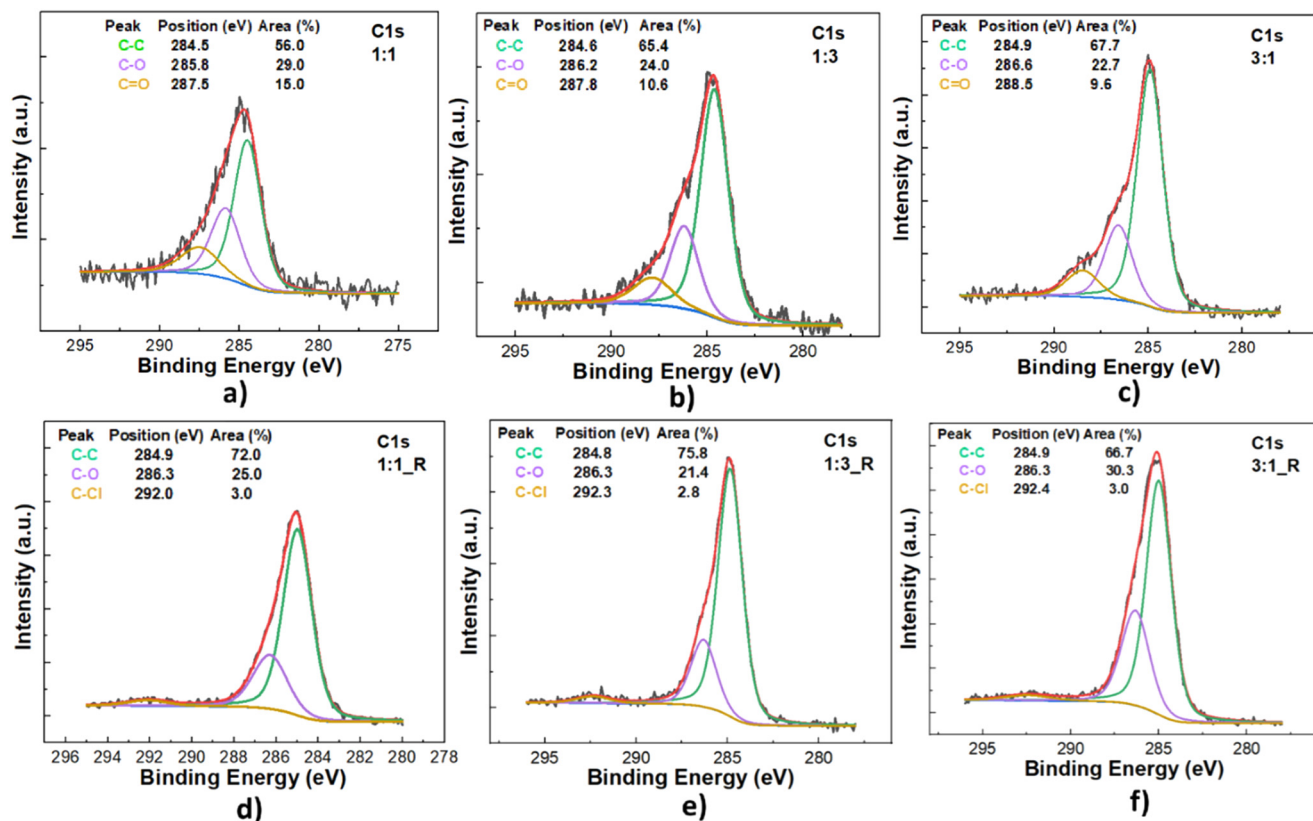 Peak Position (eV) Area (%)
C-C 284.5 56.0
C-O 285.8 29.0
C=O 287.5 15.0
C1s
1:1
Intensity (a.u.)
295 290 285 280 275
Binding Energy (eV)
a)
Peak Position (eV) Area (%)
C-C 284.6 65.4
C-O 286.2 24.0
C=O 287.8 10.6
C1s
1:3
Intensity (a.u.)
295 290 285 280
Binding Energy (eV)
b)
Peak Position (eV) Area (%)
C-C 284.9 67.7
C-O 286.6 22.7
C=O 288.5 9.6
C1s
3:1
Intensity (a.u.)
295 290 285 280
Binding Energy (eV)
c)
Peak Position (eV) Area (%)
C-C 284.9 72.0
C-O 286.3 25.0
C-Cl 292.0 3.0
C1s
1:1_R
Intensity (a.u.)
296 294 292 290 288 286 284 282 280 278
Binding Energy (eV)
d)
Peak Position (eV) Area (%)
C-C 284.8 75.8
C-O 286.3 21.4
C-Cl 292.3 2.8
C1s
1:3_R
Intensity (a.u.)
295 290 285 280
Binding Energy (eV)
e)
Peak Position (eV) Area (%)
C-C 284.9 66.7
C-O 286.3 30.3
C-Cl 292.4 3.0
C1s
3:1_R
Intensity (a.u.)
295 290 285 280
Binding Energy (eV)
f)